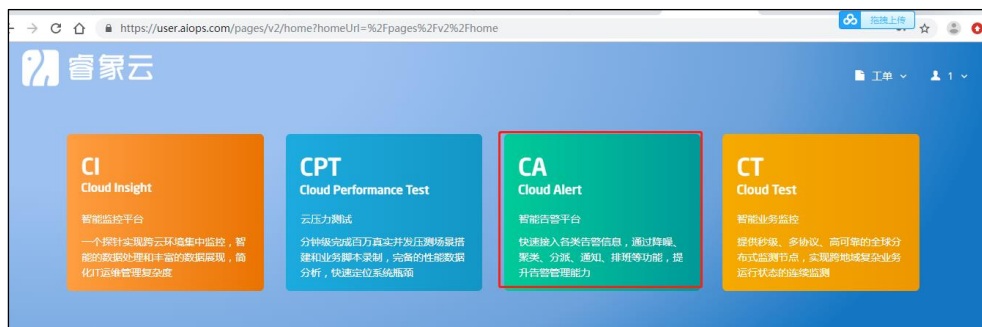 https://user.aiops.com/pages/v2/home?homeUrl=%2Fpages%2Fv2%2Fhome
拖拽上传
睿象云
工单
1
CI
Cloud Insight
智能监控平台
一个探针实现跨云环境集中监控，智
能的数据处理和丰富的数据展现，简
化IT运维管理复杂度
CPT
Cloud Performance Test
云压力测试
分钟级完成百万真实并发压测场景搭
建和业务脚本录制，完备的性能数据
分析，快速定位系统瓶颈
CA
Cloud Alert
智能告警平台
快速接入各类告警信息，通过降噪、
聚类、分派、通知、排班等功能，提
升告警管理能力
CT
Cloud Test
智能业务监控
提供秒级、多协议、高可靠的全球分
布式监测节点，实现跨地域复杂业务
运行状态的连续监测